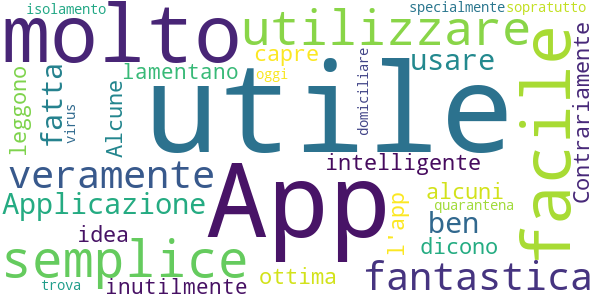 isolamento
specialmente sopratutto
molto
utilizzare
capre
usare
lamentano
oggi
leggono
fatta
virus
Alcune
domiciliare
utile
facile
Contrariamente
veramente
App
intelligente
Applicazione
l'app
alcuni
quarantena
ben
idea
dicono
semplice
ottima
fantastica
trova
inutilmente